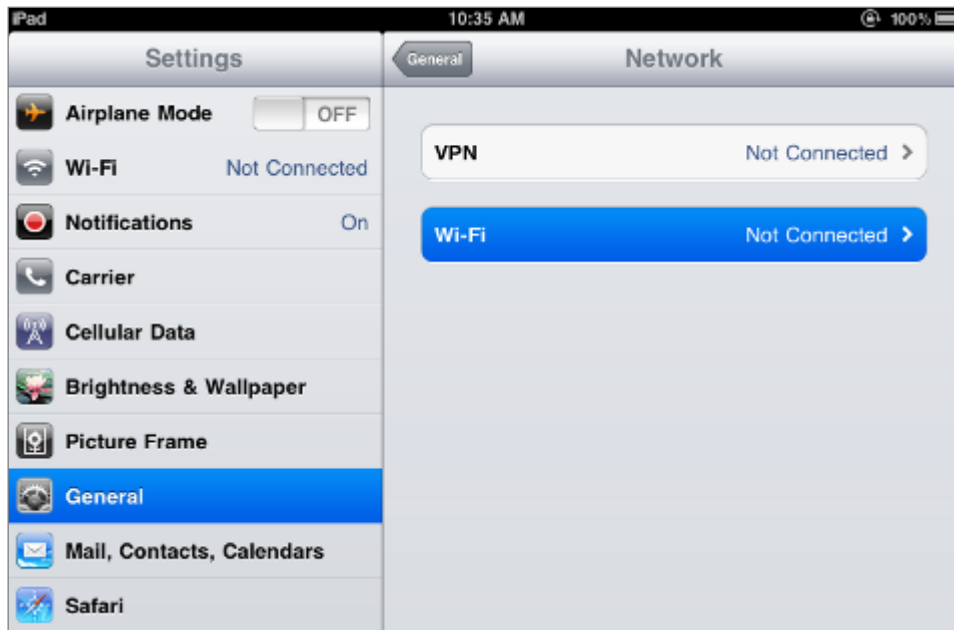 iPad 10:35 AM 100%
Settings
General Network
Airplane Mode OFF
Wi-Fi Not Connected
Notifications On
Carrier
Cellular Data
Brightness & Wallpaper
Picture Frame
General
Mail, Contacts, Calendars
Safari
VPN Not Connected
Wi-Fi Not Connected